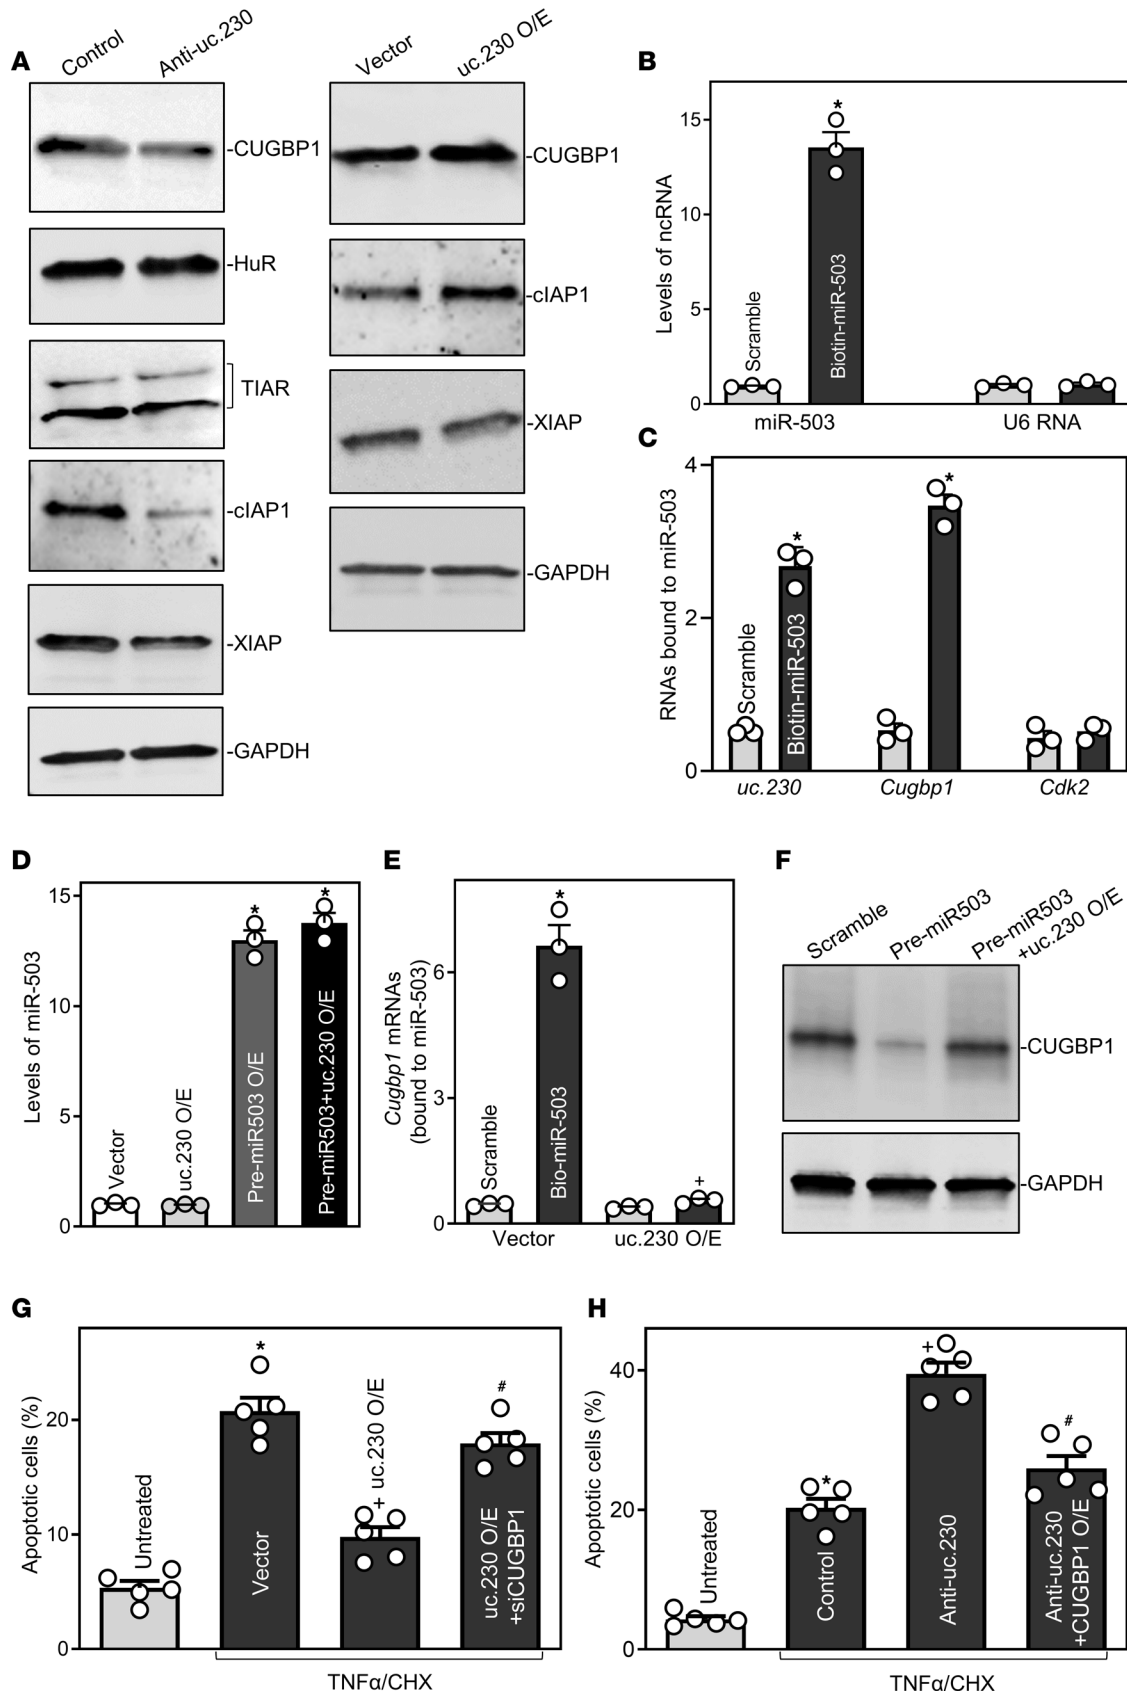 A
Control
Anti-uc.230
-CUGBP1
-HuR
TIAR
-cIAP1
-XIAP
-GAPDH
Vector
uc.230 O/E
-CUGBP1
-cIAP1
-XIAP
-GAPDH
B
Levels of ncRNA
15
10
5
0
Scramble
*
Biotin-miR-503
miR-503
U6 RNA
C
RNAs bound to miR-503
4
2
0
Scramble
*
Biotin-miR-503
*
uc.230
Cugbp1
Cdk2
D
Levels of miR-503
15
10
5
0
Vector
uc.230 O/E
*
Pre-miR503 O/E
*
Pre-miR503+uc.230 O/E
E
Cugbp1 mRNAs
(bound to miR-503)
6
3
0
Scramble
*
Bio-miR-503
+
Vector
uc.230 O/E
F
Scramble
Pre-miR503
Pre-miR503
+uc.230 O/E
-CUGBP1
-GAPDH
G
Apoptotic cells (%)
20
10
0
Untreated
*
Vector
+ uc.230 O/E
#
uc.230 O/E
+siCUGBP1
TNFα/CHX
H
Apoptotic cells (%)
40
20
0
Untreated
*
Control
+
Anti-uc.230
#
Anti-uc.230
+CUGBP1 O/E
TNFα/CHX